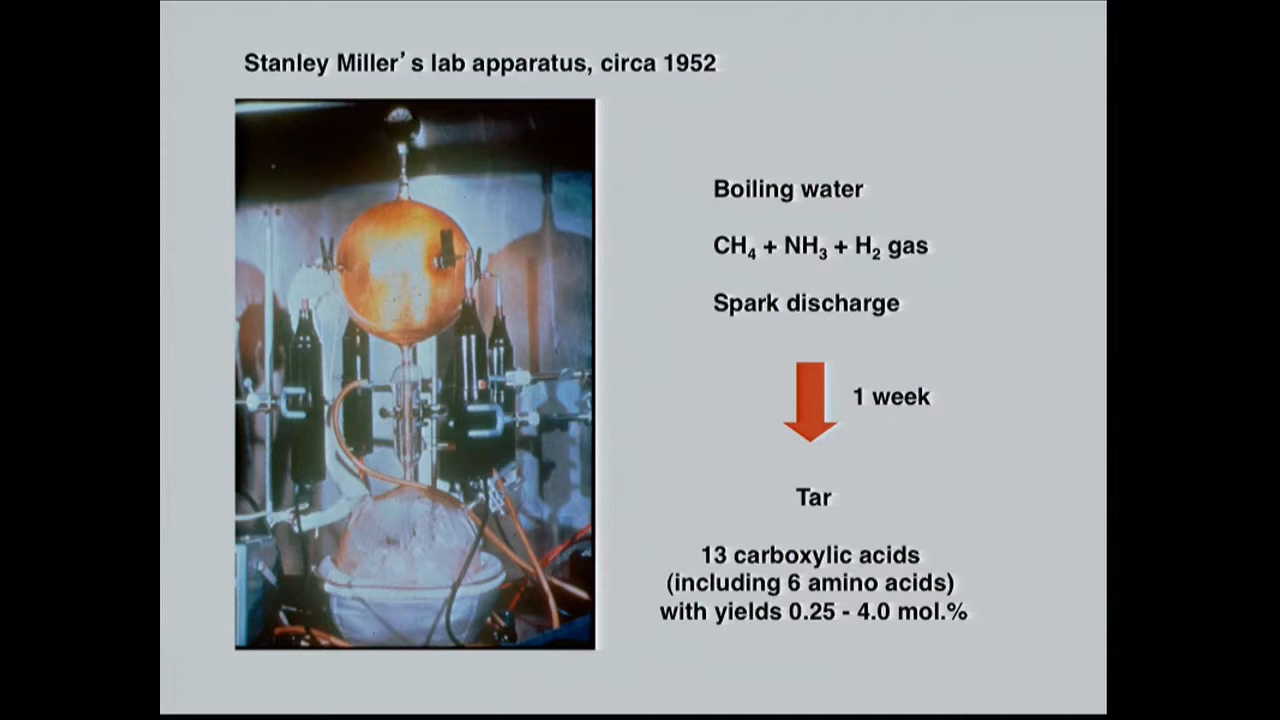 Stanley Miller’s lab apparatus, circa 1952
Boiling water
CH₄ + NH₃ + H₂ gas
Spark discharge
1 week
Tar
13 carboxylic acids
(including 6 amino acids)
with yields 0.25 - 4.0 mol.%